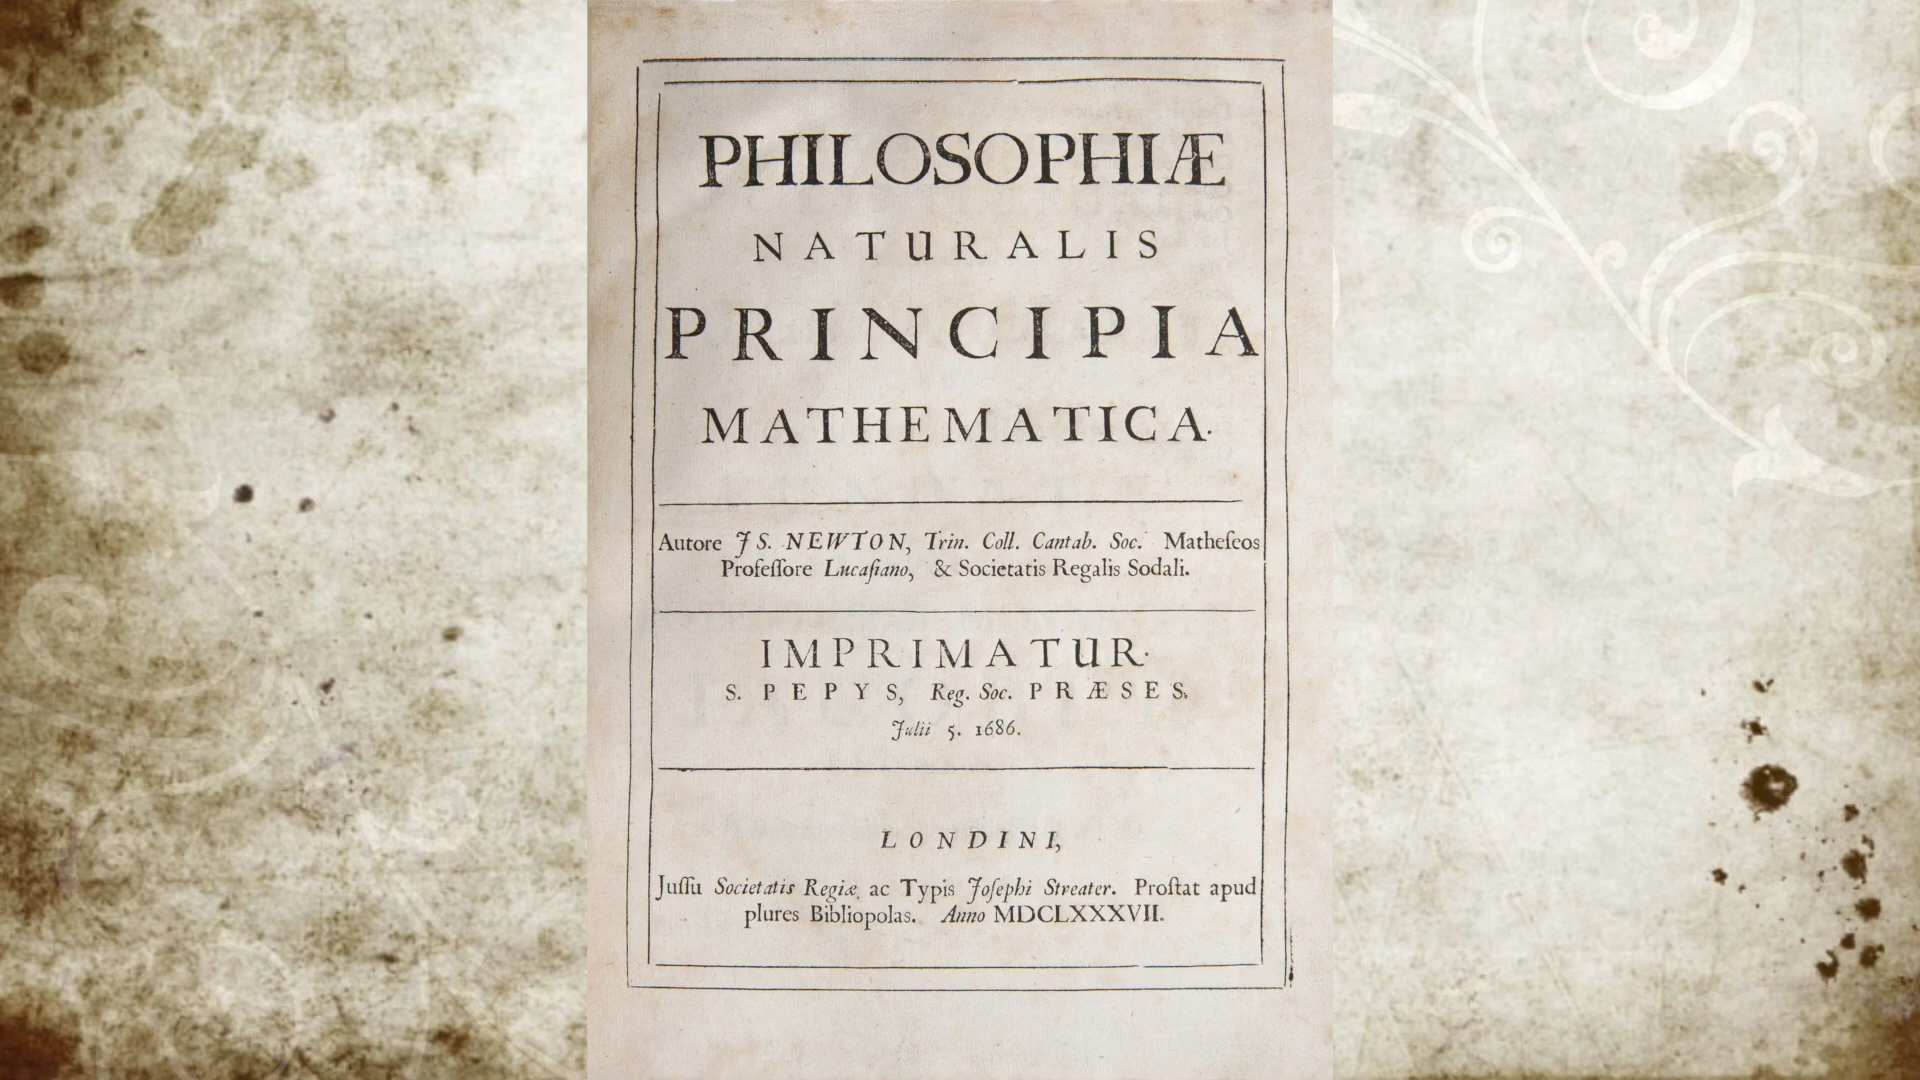 PHILOSOPHIÆ
NATURALIS
PRINCIPIA
MATHEMATICA.
Autore JS. NEWTON, Trin. Coll. Cantab. Soc. Matheſeos
Profeſſore Lucaſiano, & Societatis Regalis Sodali.
IMPRIMATUR.
S. PEPYS, Reg. Soc. PRÆSES.
Julii 5. 1686.
LONDINI,
Juſſu Societatis Regiæ ac Typis Joſephi Streater. Proſtat apud
plures Bibliopolas. Anno MDCLXXXVII.